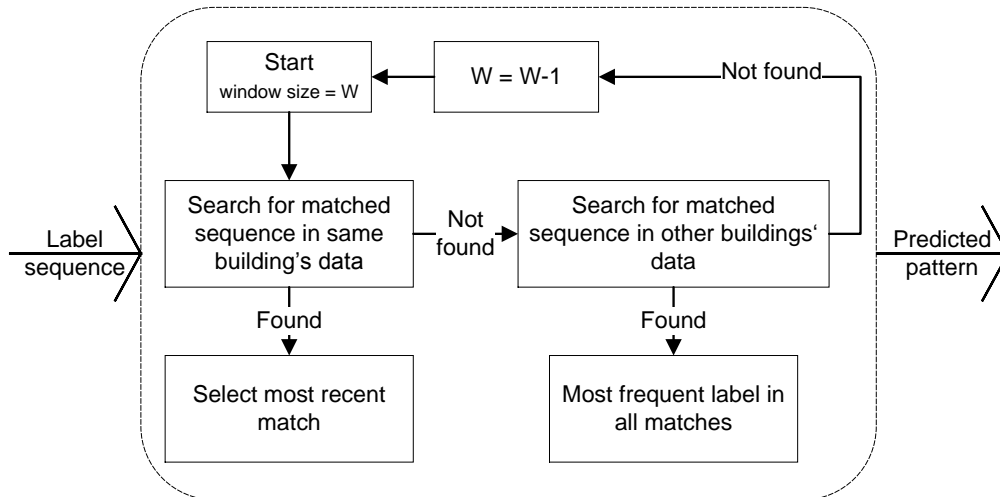 Start
window size = W
W = W-1
Not found
Search for matched
sequence in same
building’s data
Not
found
Search for matched
sequence in other buildings‘
data
Label
sequence
Predicted
pattern
Found
Found
Select most recent
match
Most frequent label in
all matches